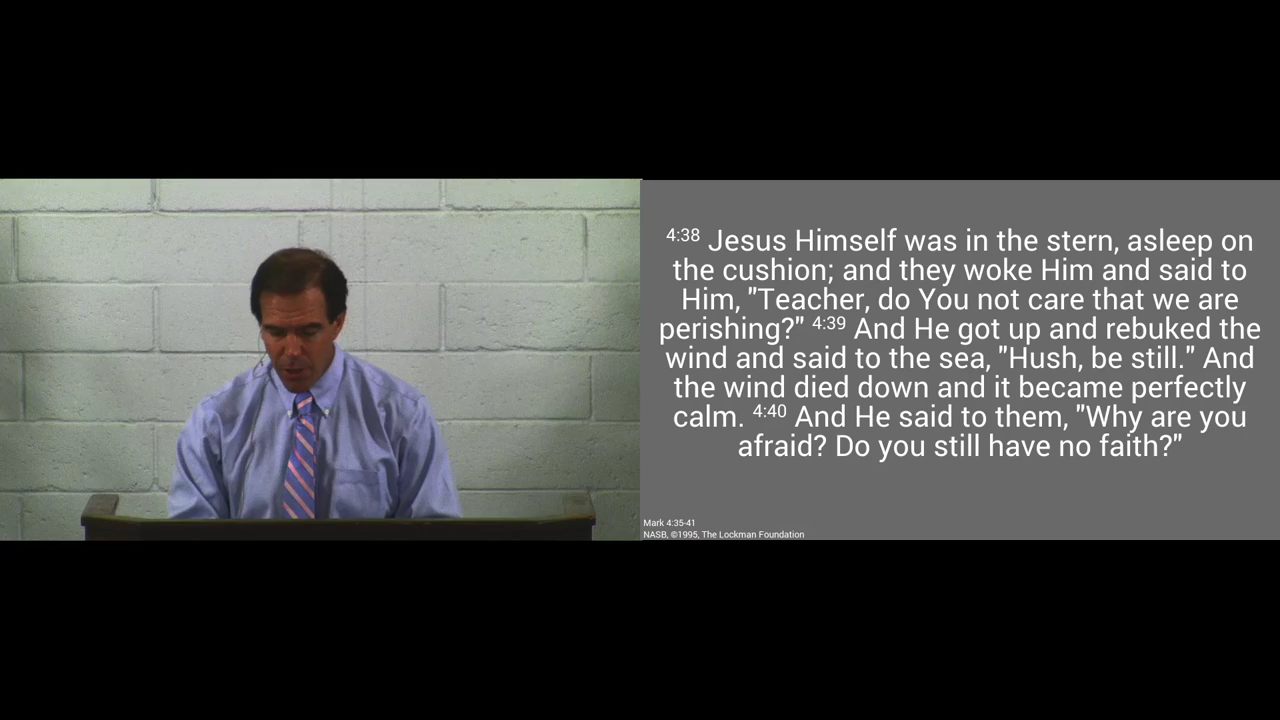 4:38 Jesus Himself was in the stern, asleep on
the cushion; and they woke Him and said to
Him, "Teacher, do You not care that we are
perishing?" 4:39 And He got up and rebuked the
wind and said to the sea, "Hush, be still." And
the wind died down and it became perfectly
calm. 4:40 And He said to them, "Why are you
afraid? Do you still have no faith?"
Mark 4:35-41
NASB, ©1995, The Lockman Foundation